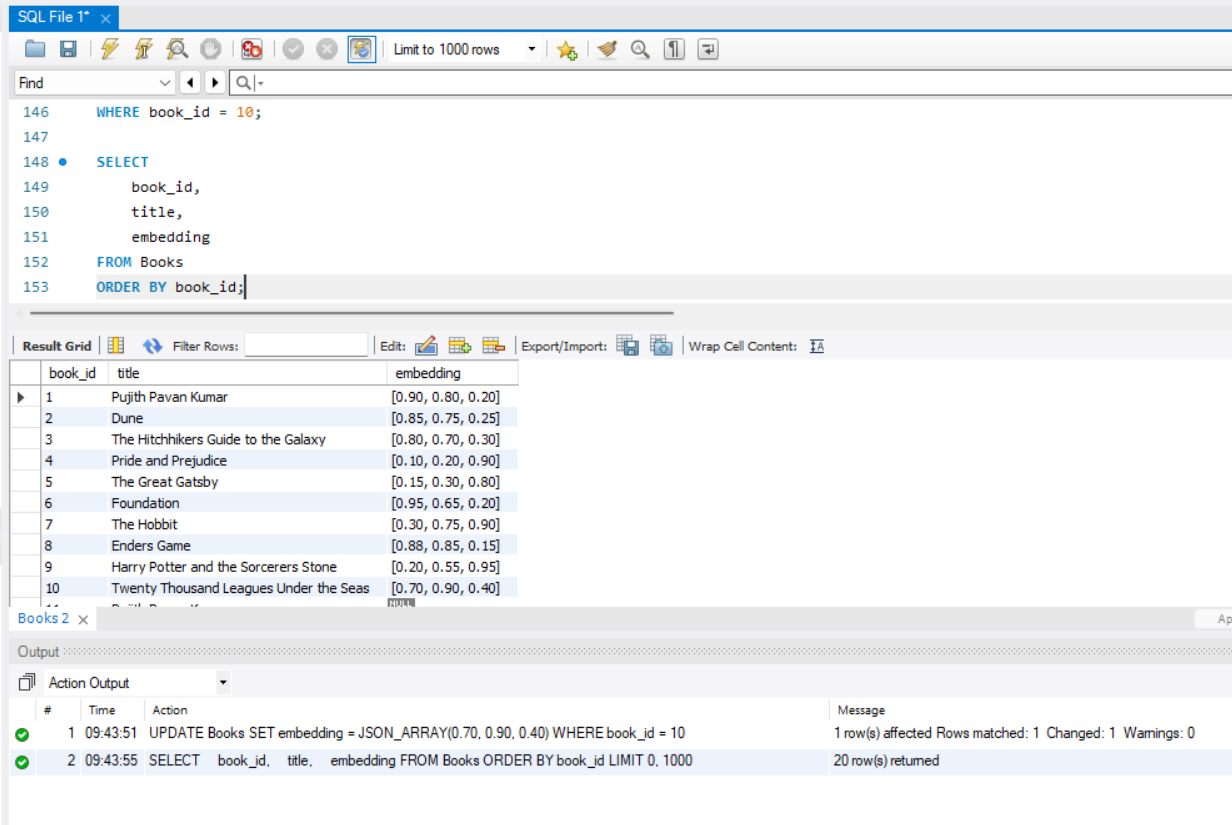 SQL File 1*
Limit to 1000 rows
Find
146 WHERE book_id = 10;
147
148 SELECT
149 book_id,
150 title,
151 embedding
152 FROM Books
153 ORDER BY book_id;
Result Grid Filter Rows: Edit: Export/Import: Wrap Cell Content:
book_id title embedding
1 Pujith Pavan Kumar [0.90, 0.80, 0.20]
2 Dune [0.85, 0.75, 0.25]
3 The Hitchhikers Guide to the Galaxy [0.80, 0.70, 0.30]
4 Pride and Prejudice [0.10, 0.20, 0.90]
5 The Great Gatsby [0.15, 0.30, 0.80]
6 Foundation [0.95, 0.65, 0.20]
7 The Hobbit [0.30, 0.75, 0.90]
8 Enders Game [0.88, 0.85, 0.15]
9 Harry Potter and the Sorcerers Stone [0.20, 0.55, 0.95]
10 Twenty Thousand Leagues Under the Seas [0.70, 0.90, 0.40]
NULL
Books 2
Ap
Output
Action Output
# Time Action Message
1 09:43:51 UPDATE Books SET embedding = JSON_ARRAY(0.70, 0.90, 0.40) WHERE book_id = 10 1 row(s) affected Rows matched: 1 Changed: 1 Warnings: 0
2 09:43:55 SELECT book_id, title, embedding FROM Books ORDER BY book_id LIMIT 0, 1000 20 row(s) returned